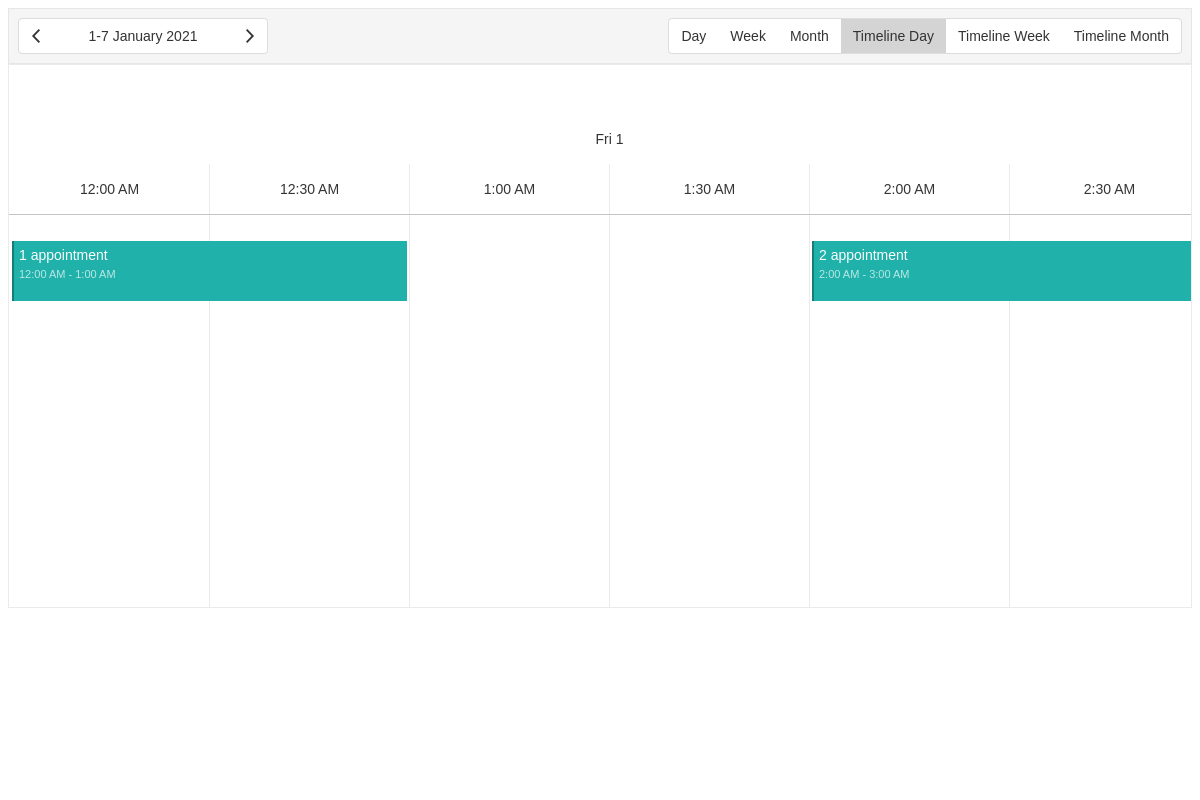 1-7 January 2021
Day Week Month Timeline Day Timeline Week Timeline Month
Fri 1
12:00 AM 12:30 AM 1:00 AM 1:30 AM 2:00 AM 2:30 AM
1 appointment
12:00 AM - 1:00 AM
2 appointment
2:00 AM - 3:00 AM